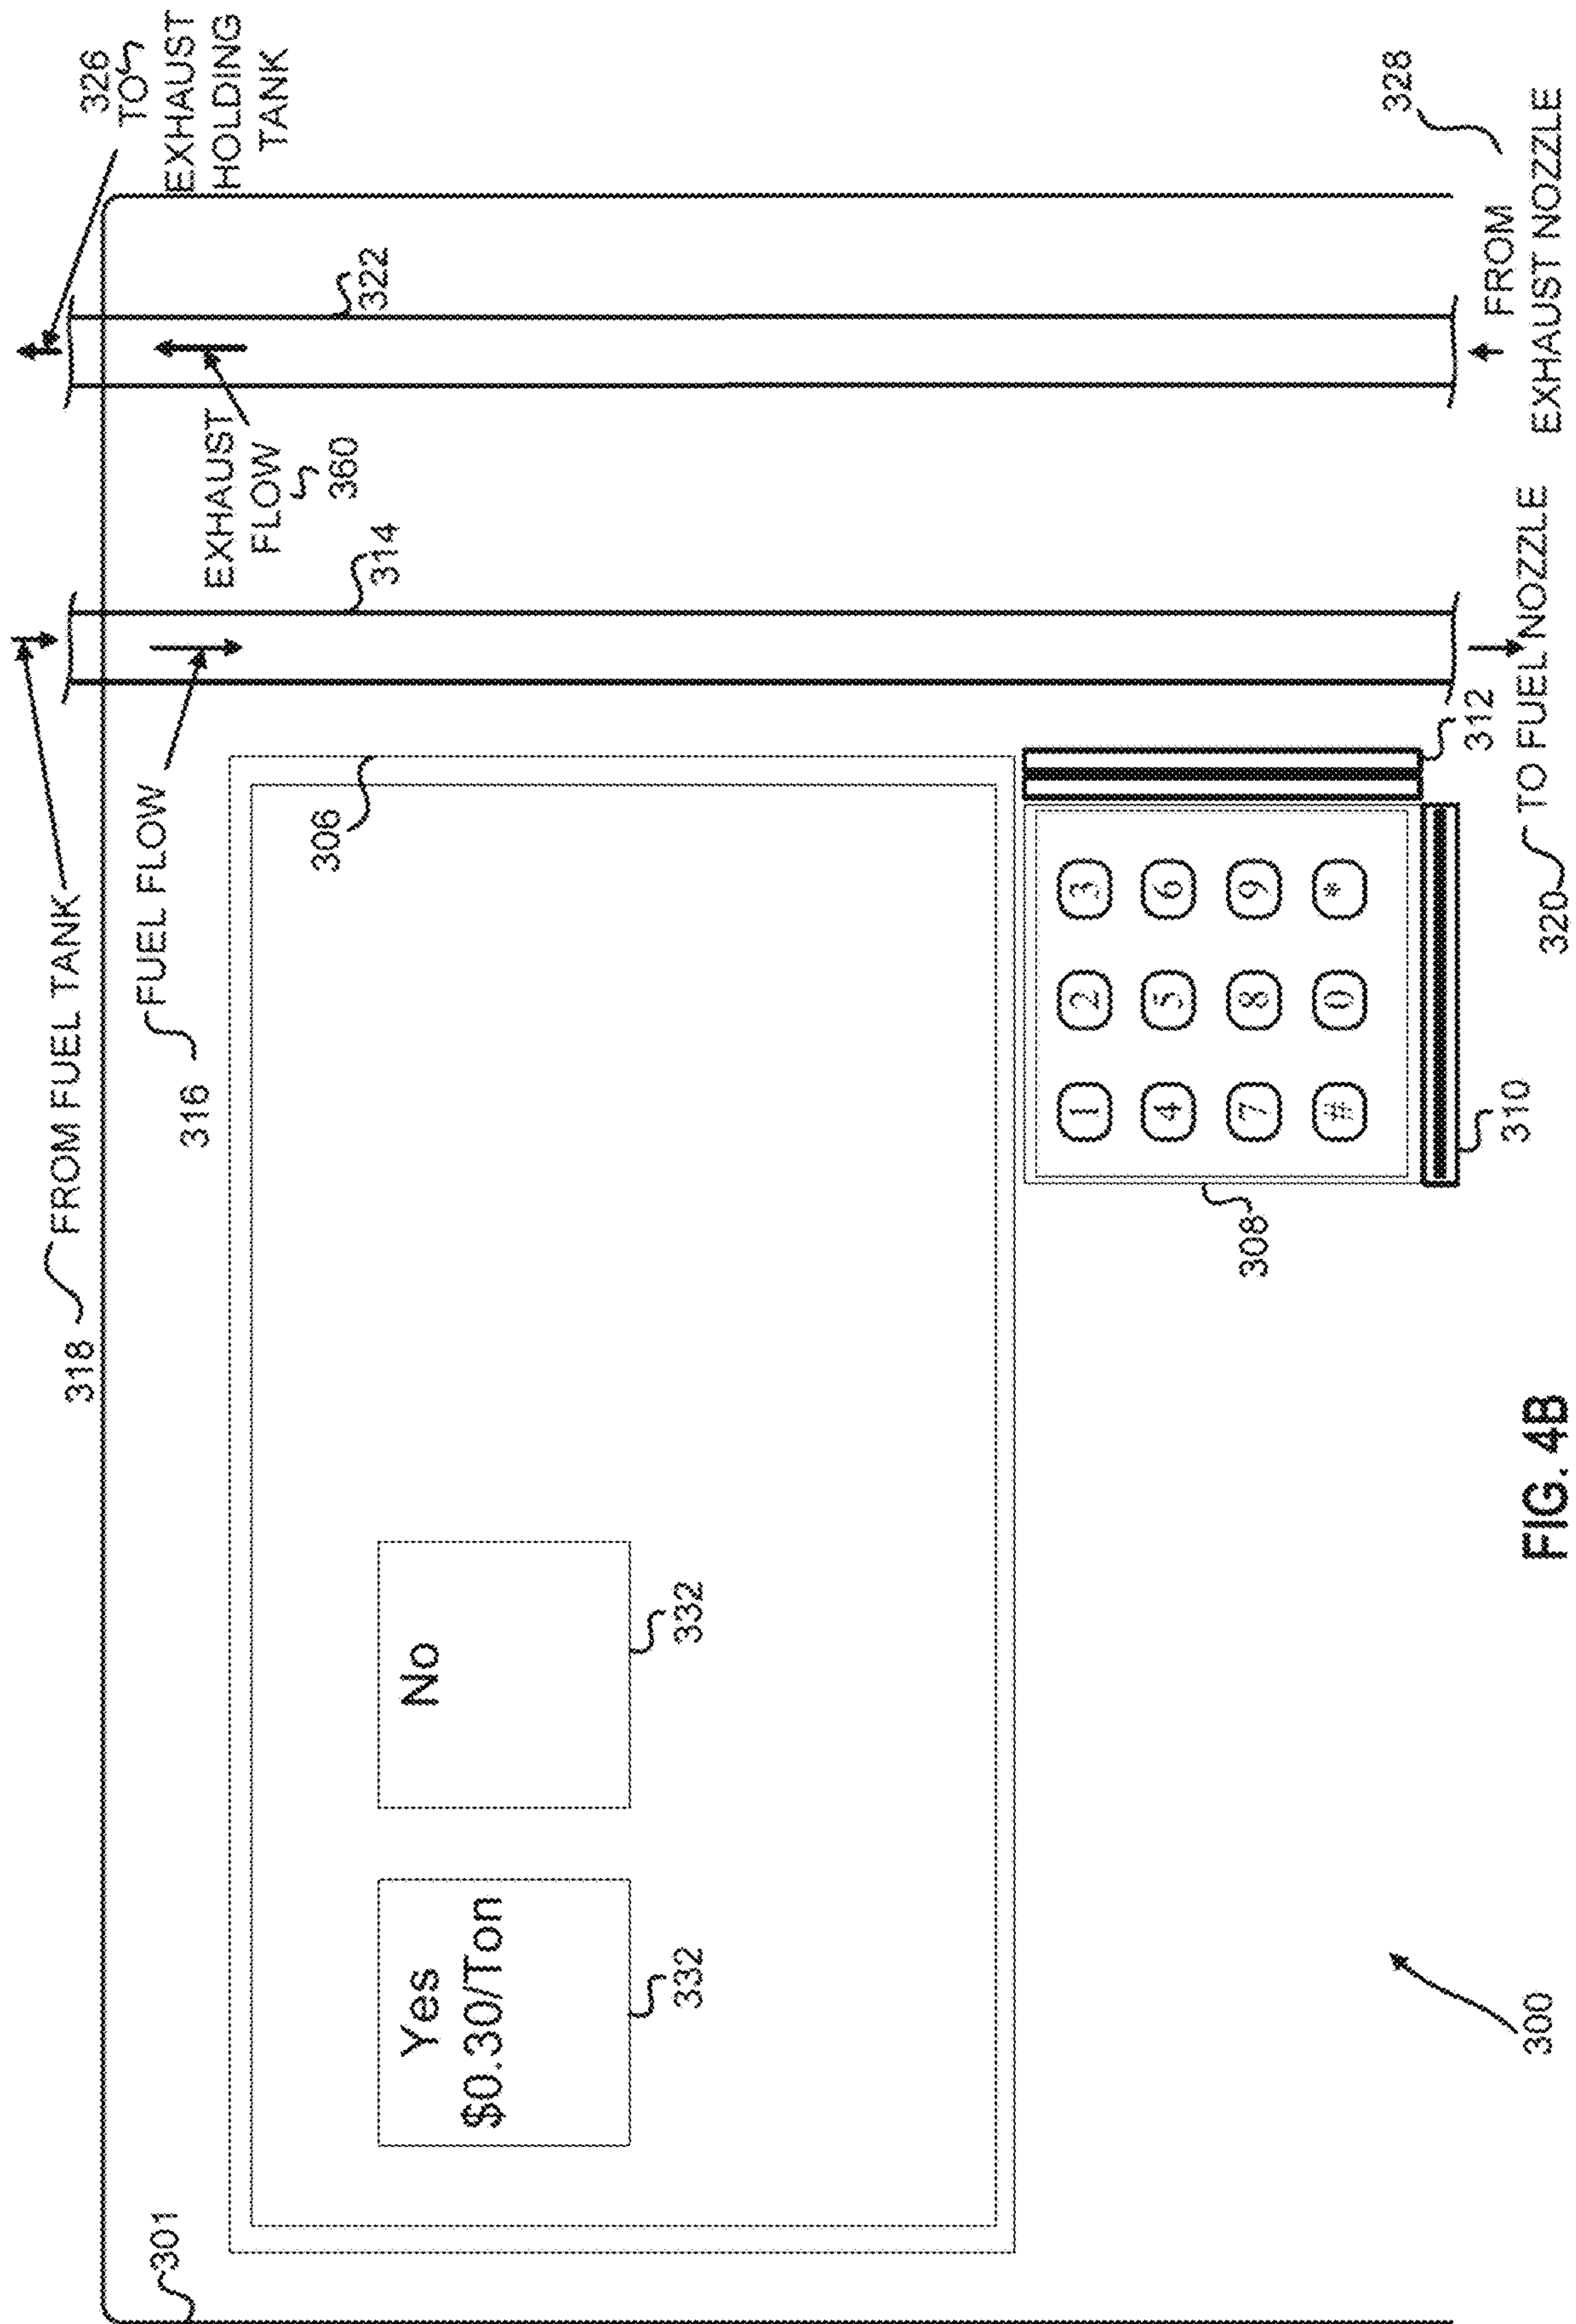 318
FROM FUEL TANK
326
TO
EXHAUST
HOLDING
TANK
301
316
FUEL FLOW
EXHAUST
FLOW
360
306
314
322
Yes
$0.30/Ton
332
No
332
308
1 2 3
4 5 6
7 8 9
# 0 *
310
312
300
320
TO FUEL NOZZLE
328
FROM
EXHAUST NOZZLE
FIG. 4B